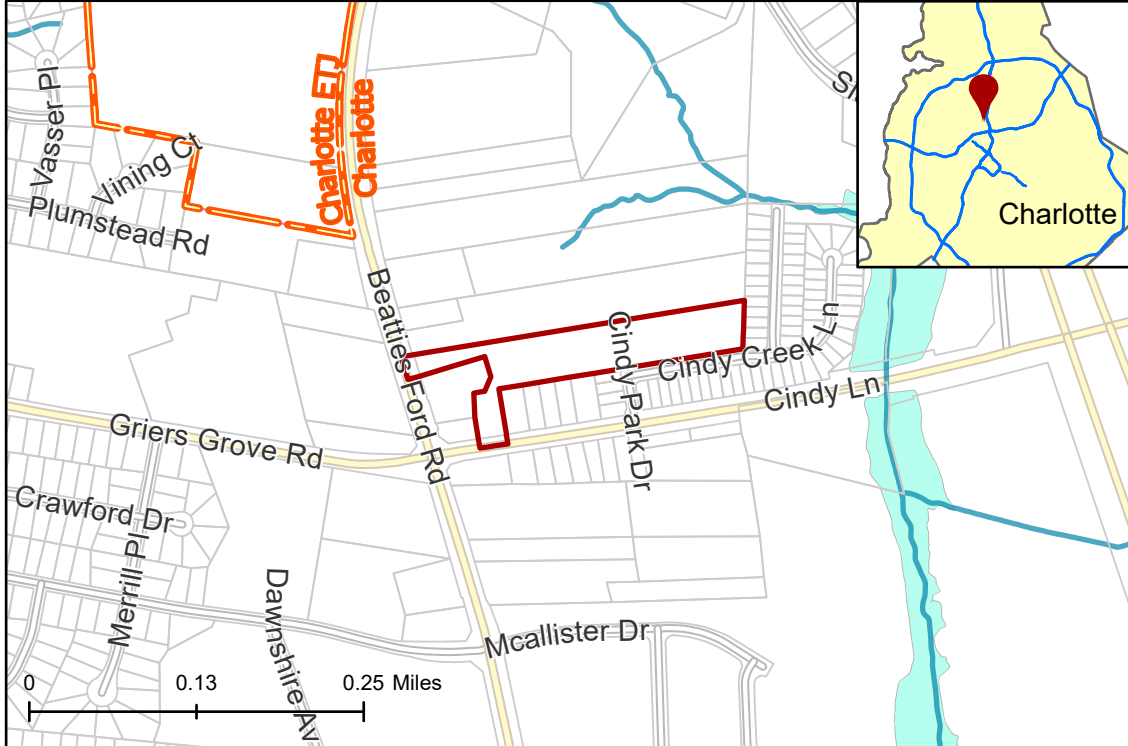 Vasser Pl
Vining Ct
Plumstead Rd
Charlotte ETJ
Charlotte
Charlotte
Beatties Ford Rd
Cindy Park Dr
Cindy Creek Ln
Cindy Ln
Griers Grove Rd
Crawford Dr
Merrill Pl
Dawnshire Av
Mcallister Dr
0
0.13
0.25 Miles